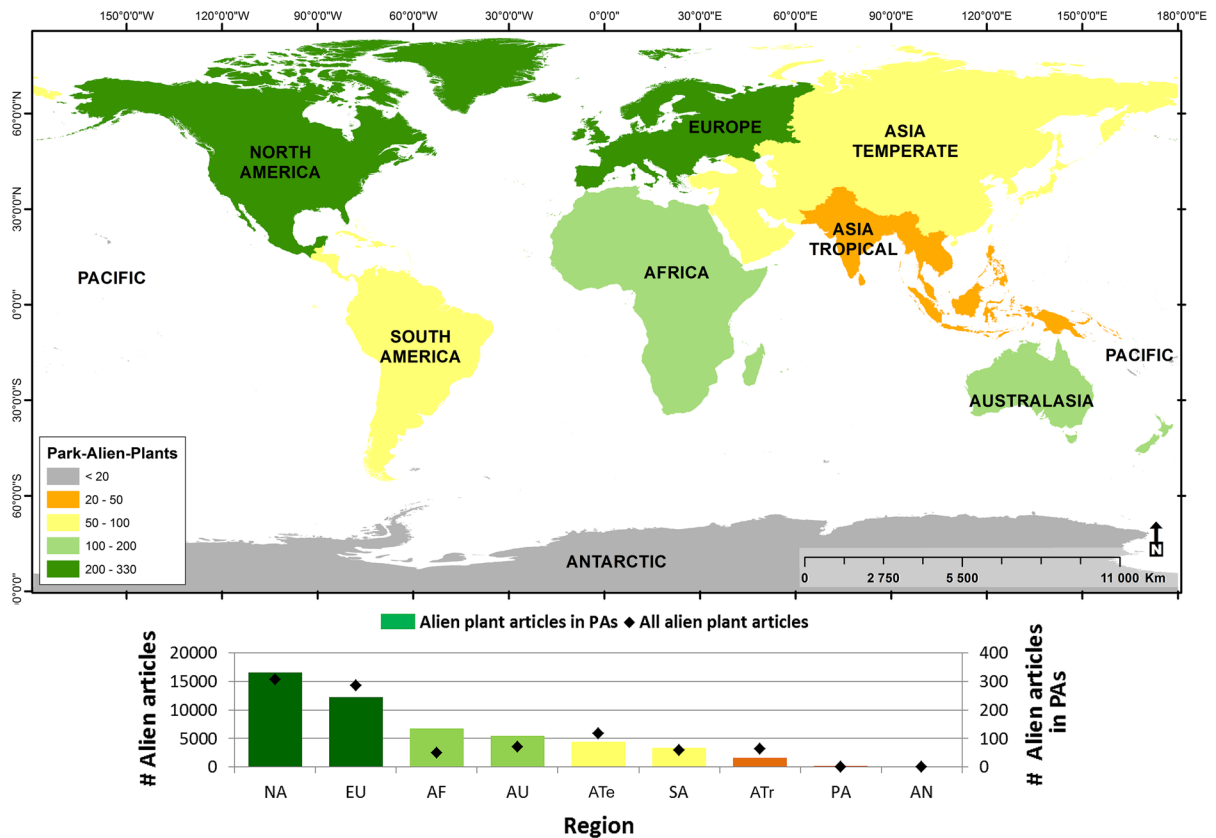 150°0'0"W 120°0'0"W 90°0'0"W 60°0'0"W 30°0'0"W 0°0'0" 30°0'0"E 60°0'0"E 90°0'0"E 120°0'0"E 150°0'0"E 180°0'0"E
60°0'0"N
30°0'0"N
0°0'0"
30°0'0"S
60°0'0"S
EUROPE
NORTH
AMERICA
ASIA
TEMPERATE
ASIA
TROPICAL
AFRICA
PACIFIC
SOUTH
AMERICA
PACIFIC
AUSTRALASIA
ANTARCTIC
Park-Alien-Plants
< 20
20 - 50
50 - 100
100 - 200
200 - 330
N
0 2 750 5 500 11 000 Km
Alien plant articles in PAs All alien plant articles
# Alien articles
20000
15000
10000
5000
0
400
300
200
100
0
# Alien articles
in PAs
NA EU AF AU ATe SA ATr PA AN
Region